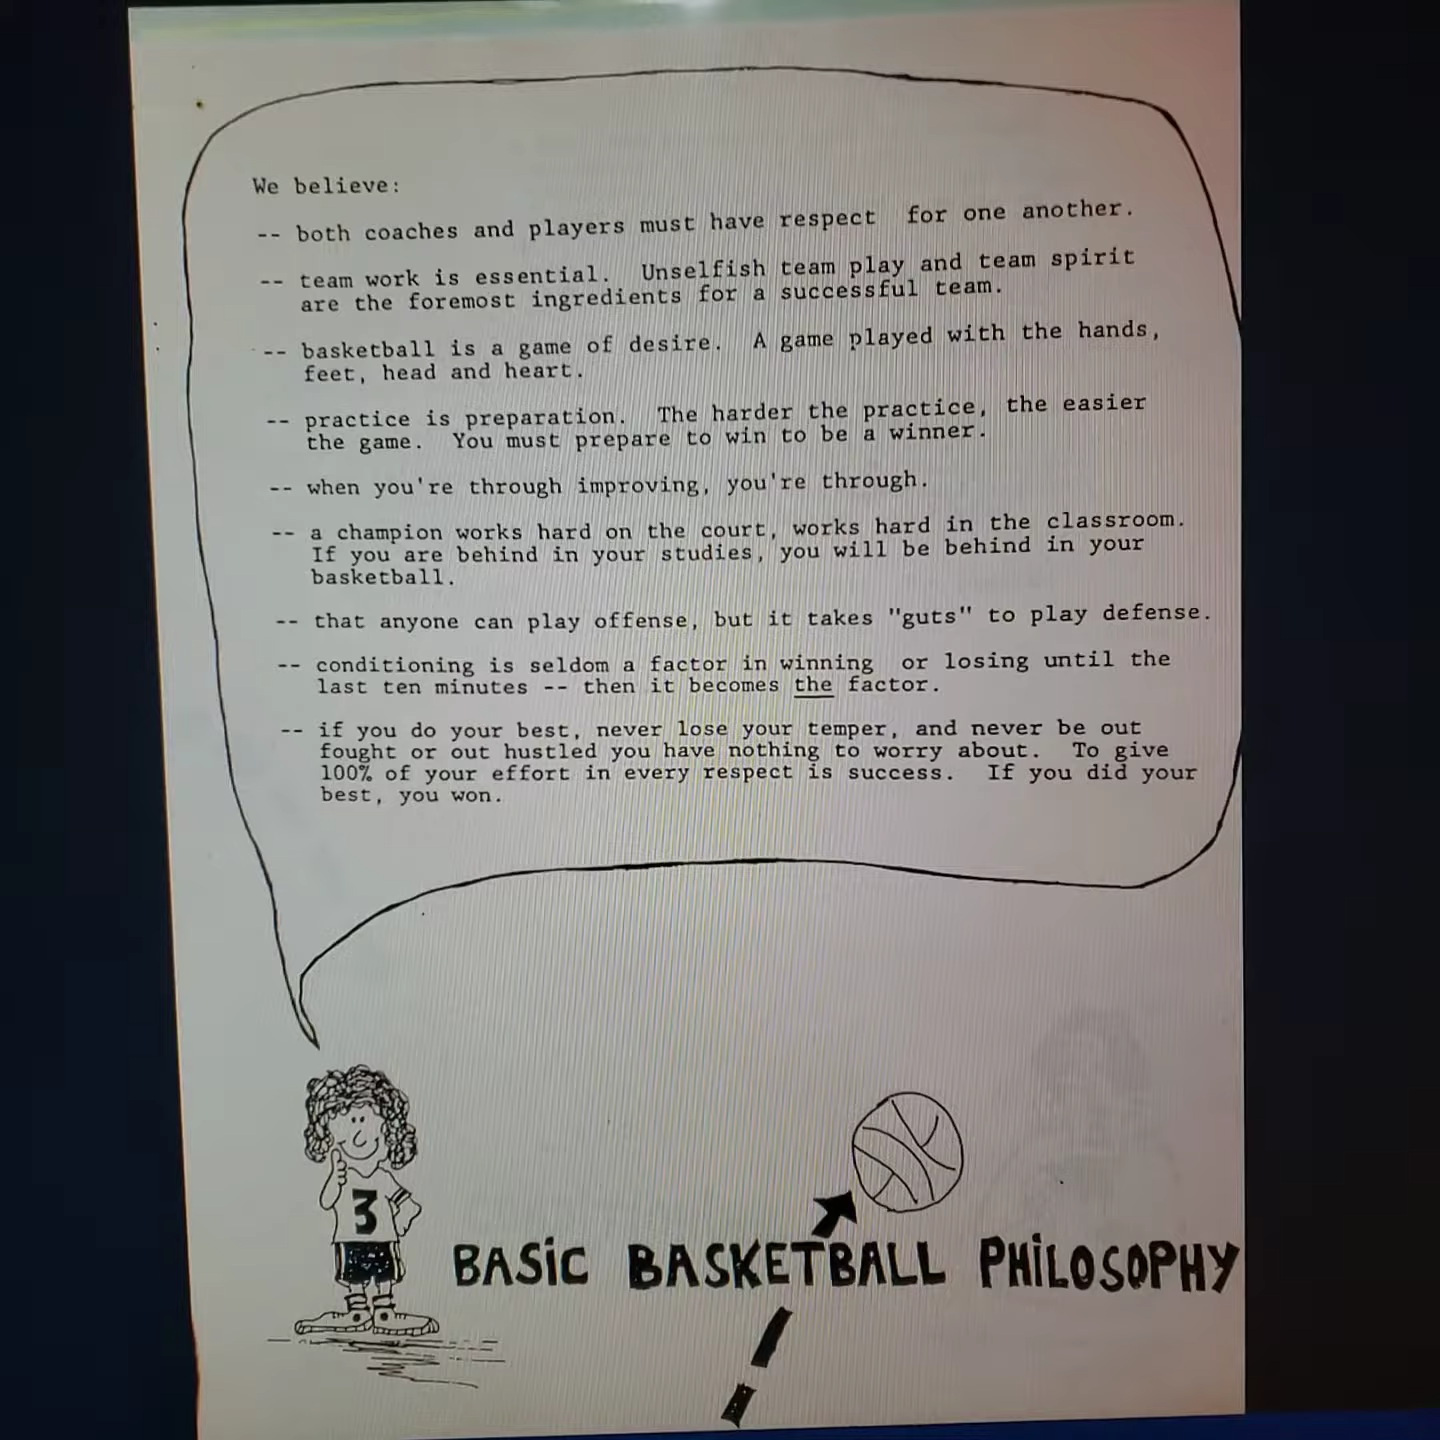 We believe:
-- both coaches and players must have respect for one another.
-- team work is essential. Unselfish team play and team spirit
are the foremost ingredients for a successful team.
-- basketball is a game of desire. A game played with the hands,
feet, head and heart.
-- practice is preparation. The harder the practice, the easier
the game. You must prepare to win to be a winner.
-- when you're through improving, you're through.
-- a champion works hard on the court, works hard in the classroom.
If you are behind in your studies, you will be behind in your
basketball.
-- that anyone can play offense, but it takes "guts" to play defense.
-- conditioning is seldom a factor in winning or losing until the
last ten minutes -- then it becomes the factor.
-- if you do your best, never lose your temper, and never be out
fought or out hustled you have nothing to worry about. To give
100% of your effort in every respect is success. If you did your
best, you won.
3
BASiC BASKETBALL PHiLOSOPHY